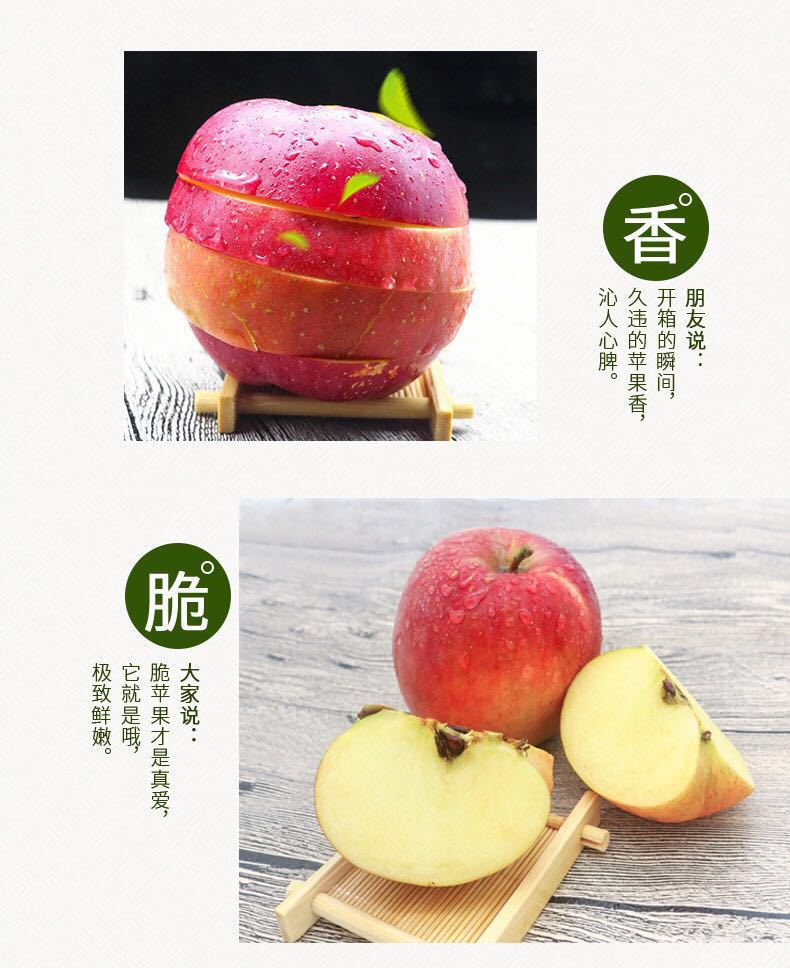 香
朋友说：
开箱的瞬间，
久违的苹果香，
沁人心脾。
脆
大家说：
脆苹果才是真爱，
它就是哦，
极致鲜嫩。